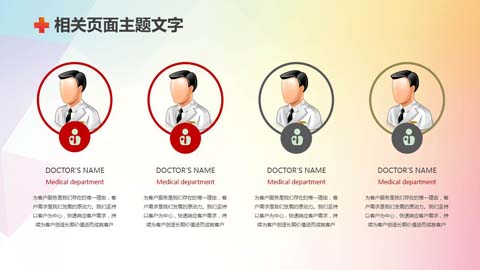 相关页面主题文字
DOCTOR'S NAME
Medical department
为客户服务是我们存在的唯一理由，客
户需求是我们发展的原动力。我们坚持
以客户为中心，快速响应客户需求，持
续为客户创造长期价值进而成就客户
DOCTOR'S NAME
Medical department
为客户服务是我们存在的唯一理由，客
户需求是我们发展的原动力。我们坚持
以客户为中心，快速响应客户需求，持
续为客户创造长期价值进而成就客户
DOCTOR'S NAME
Medical department
为客户服务是我们存在的唯一理由，客
户需求是我们发展的原动力。我们坚持
以客户为中心，快速响应客户需求，持
续为客户创造长期价值进而成就客户
DOCTOR'S NAME
Medical department
为客户服务是我们存在的唯一理由，客
户需求是我们发展的原动力。我们坚持
以客户为中心，快速响应客户需求，持
续为客户创造长期价值进而成就客户